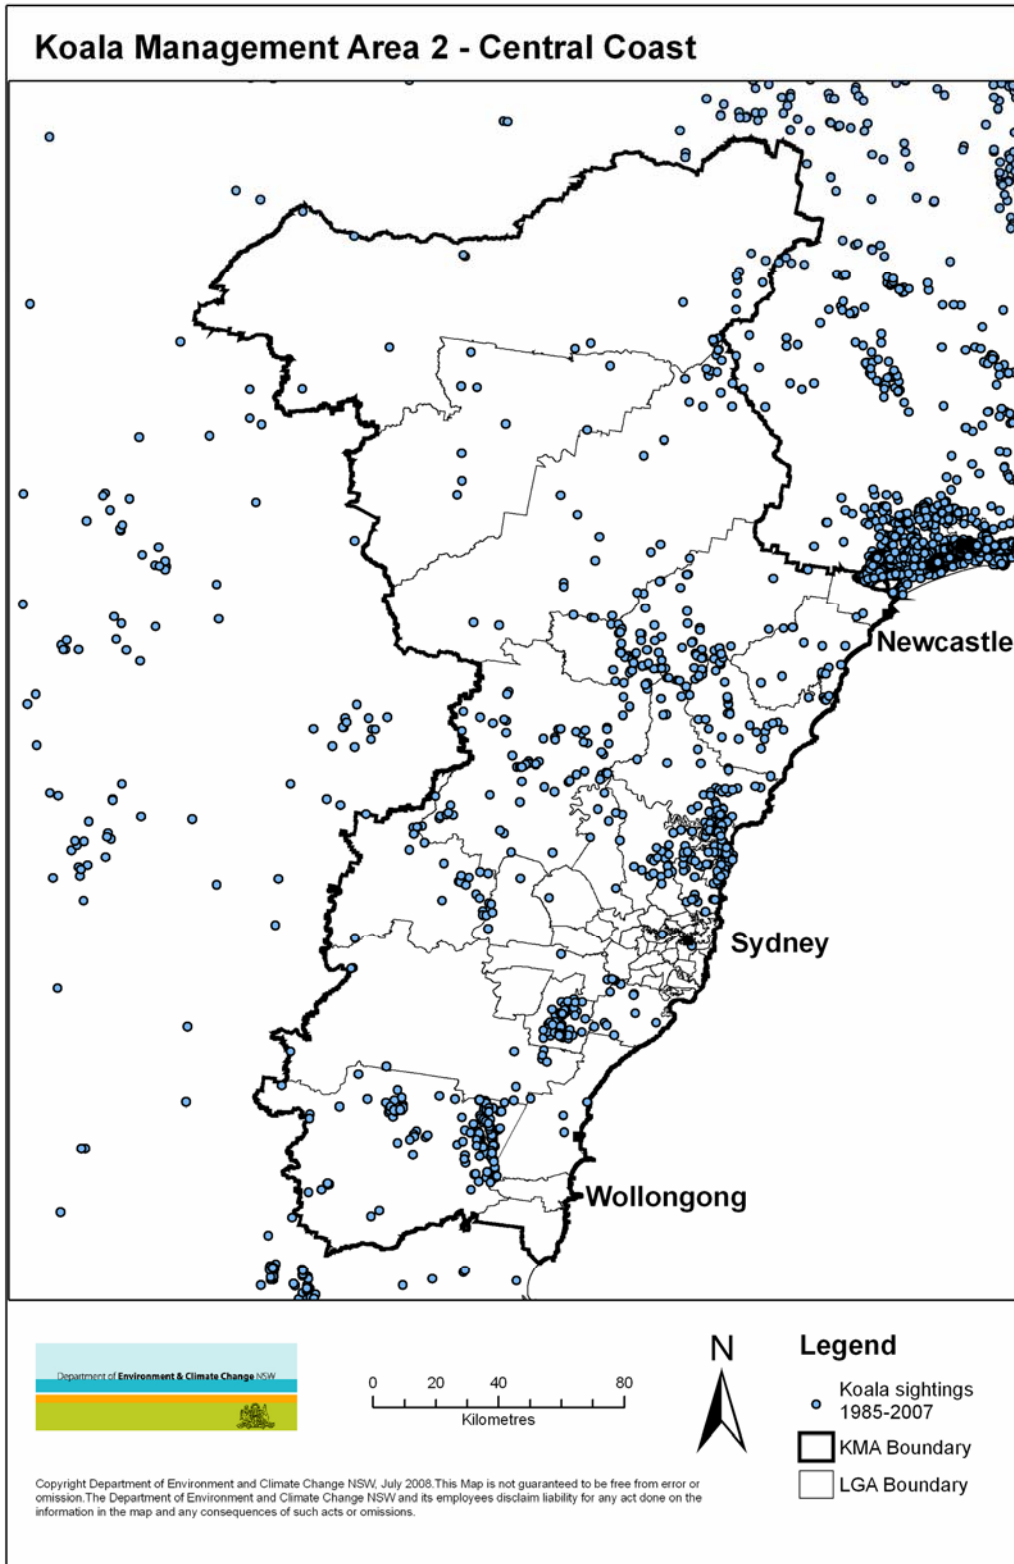 Koala Management Area 2 - Central Coast
Newcastle
Sydney
Wollongong
Department of Environment & Climate Change NSW
0 20 40 80
Kilometres
N
Legend
Koala sightings
1985-2007
KMA Boundary
LGA Boundary
Copyright Department of Environment and Climate Change NSW, July 2008.This Map is not guaranteed to be free from error or
omission.The Department of Environment and Climate Change NSW and its employees disclaim liability for any act done on the
information in the map and any consequences of such acts or omissions.